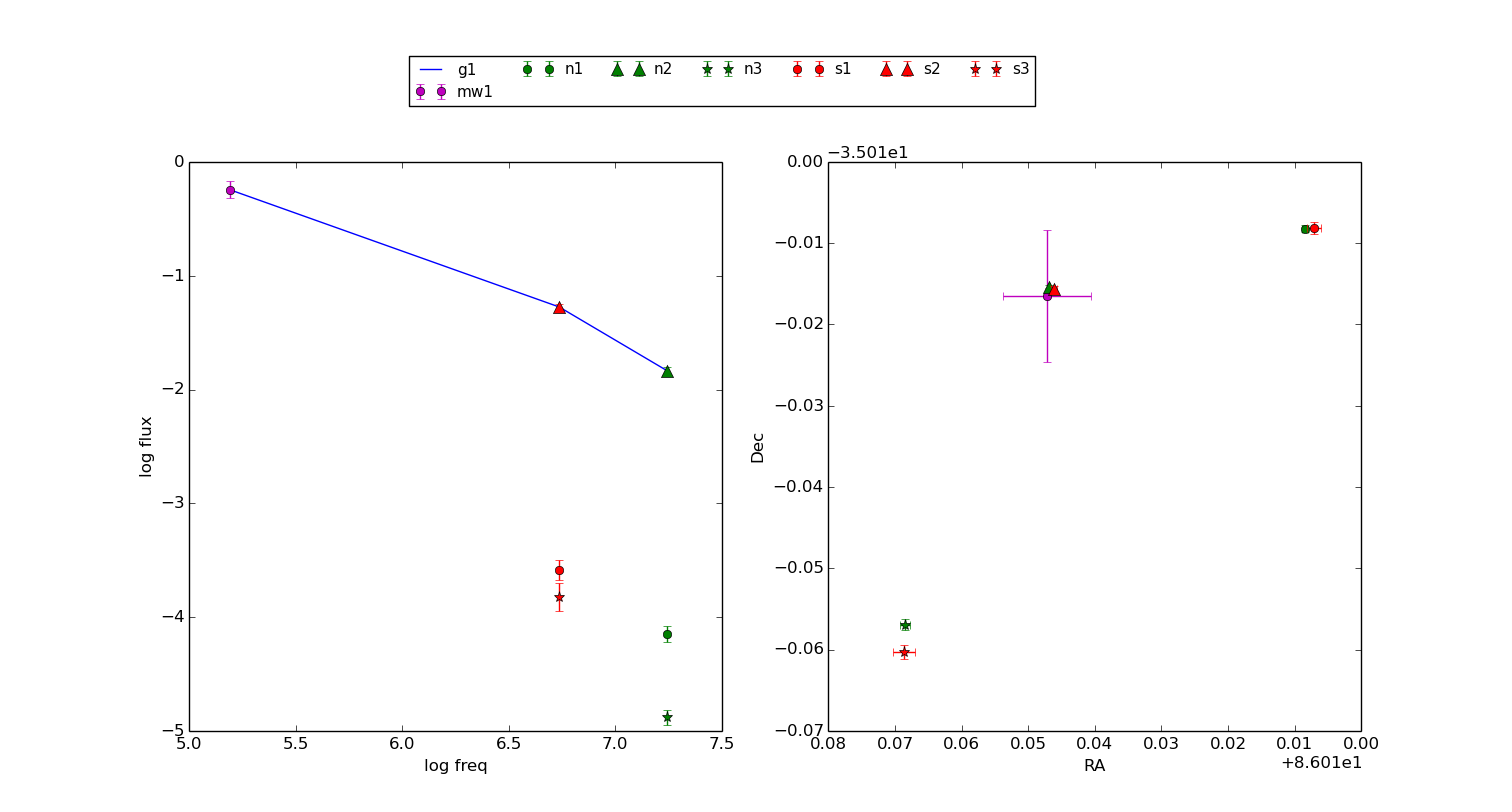 g1 n1 n2 n3 s1 s2 s3
mw1
0
−1
−2
−3
−4
−5
log flux
5.0 5.5 6.0 6.5 7.0 7.5
log freq
−3.501e1
0.00
−0.01
−0.02
−0.03
−0.04
−0.05
−0.06
−0.07
Dec
0.08 0.07 0.06 0.05 0.04 0.03 0.02 0.01 0.00
+8.601e1
RA